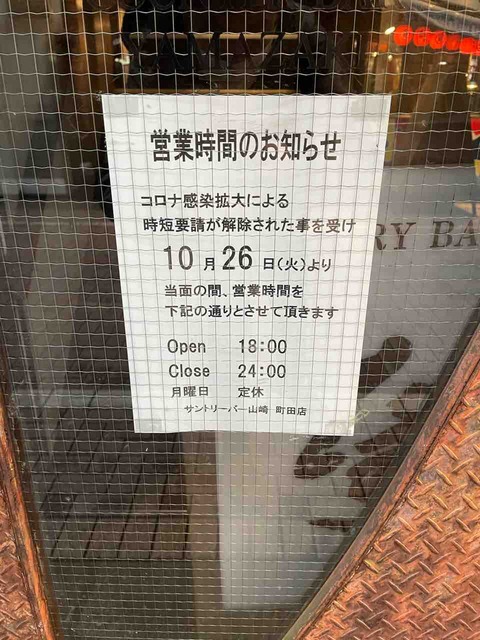 YAMAZAKI
営業時間のお知らせ
コロナ感染拡大による
時短要請が解除された事を受け
10月26日(火)より
当面の間、営業時間を
下記の通りとさせて頂きます
Open 18:00
Close 24:00
月曜日 定休
サントリーバー山崎 町田店
RY BA